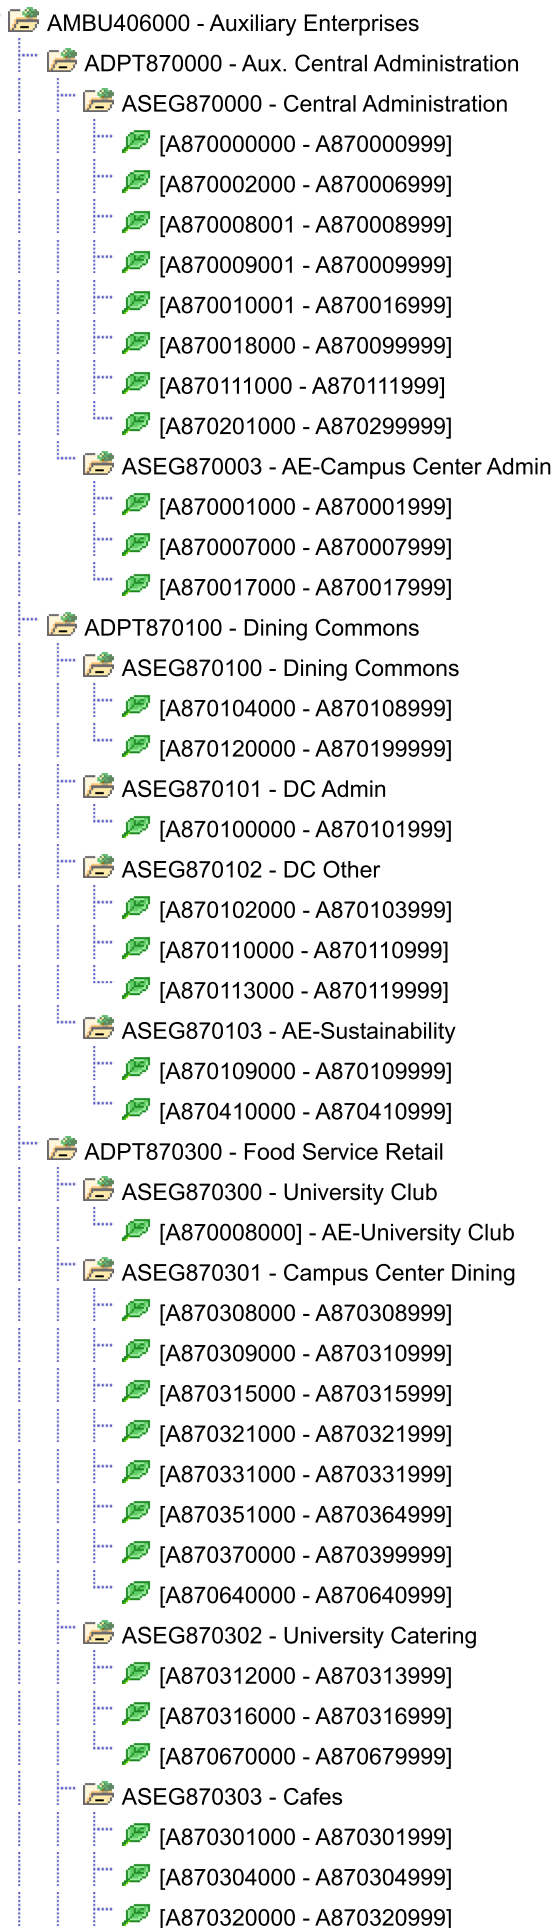 AMBU406000 - Auxiliary Enterprises
ADPT870000 - Aux. Central Administration
ASEG870000 - Central Administration
[A870000000 - A870000999]
[A870002000 - A870006999]
[A870008001 - A870008999]
[A870009001 - A870009999]
[A870010001 - A870016999]
[A870018000 - A870099999]
[A870111000 - A870111999]
[A870201000 - A870299999]
ASEG870003 - AE-Campus Center Admin
[A870001000 - A870001999]
[A870007000 - A870007999]
[A870017000 - A870017999]
ADPT870100 - Dining Commons
ASEG870100 - Dining Commons
[A870104000 - A870108999]
[A870120000 - A870199999]
ASEG870101 - DC Admin
[A870100000 - A870101999]
ASEG870102 - DC Other
[A870102000 - A870103999]
[A870110000 - A870110999]
[A870113000 - A870119999]
ASEG870103 - AE-Sustainability
[A870109000 - A870109999]
[A870410000 - A870410999]
ADPT870300 - Food Service Retail
ASEG870300 - University Club
[A870008000] - AE-University Club
ASEG870301 - Campus Center Dining
[A870308000 - A870308999]
[A870309000 - A870310999]
[A870315000 - A870315999]
[A870321000 - A870321999]
[A870331000 - A870331999]
[A870351000 - A870364999]
[A870370000 - A870399999]
[A870640000 - A870640999]
ASEG870302 - University Catering
[A870312000 - A870313999]
[A870316000 - A870316999]
[A870670000 - A870679999]
ASEG870303 - Cafes
[A870301000 - A870301999]
[A870304000 - A870304999]
[A870320000 - A870320999]